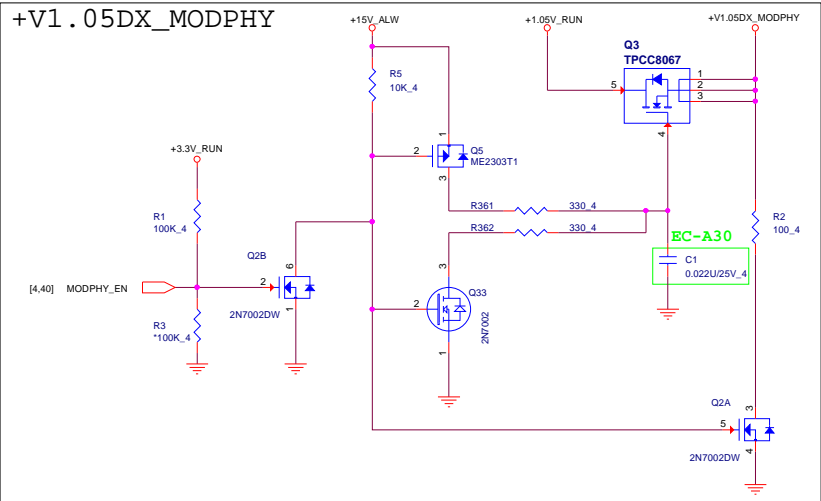 +V1.05DX_MODPHY
+15V_ALW
+1.05V_RUN
+V1.05DX_MODPHY
Q3
TPCC8067
5
1
2
3
4
R5
10K_4
+3.3V_RUN
1
2
Q5
ME2303T1
3
R361
330_4
R362
330_4
R1
100K_4
R2
100_4
EC-A30
C1
0.022U/25V_4
Q2B
6
2
1
2N7002DW
[4,40]
MODPHY_EN
3
Q33
2
2N7002
1
R3
*100K_4
Q2A
3
5
4
2N7002DW